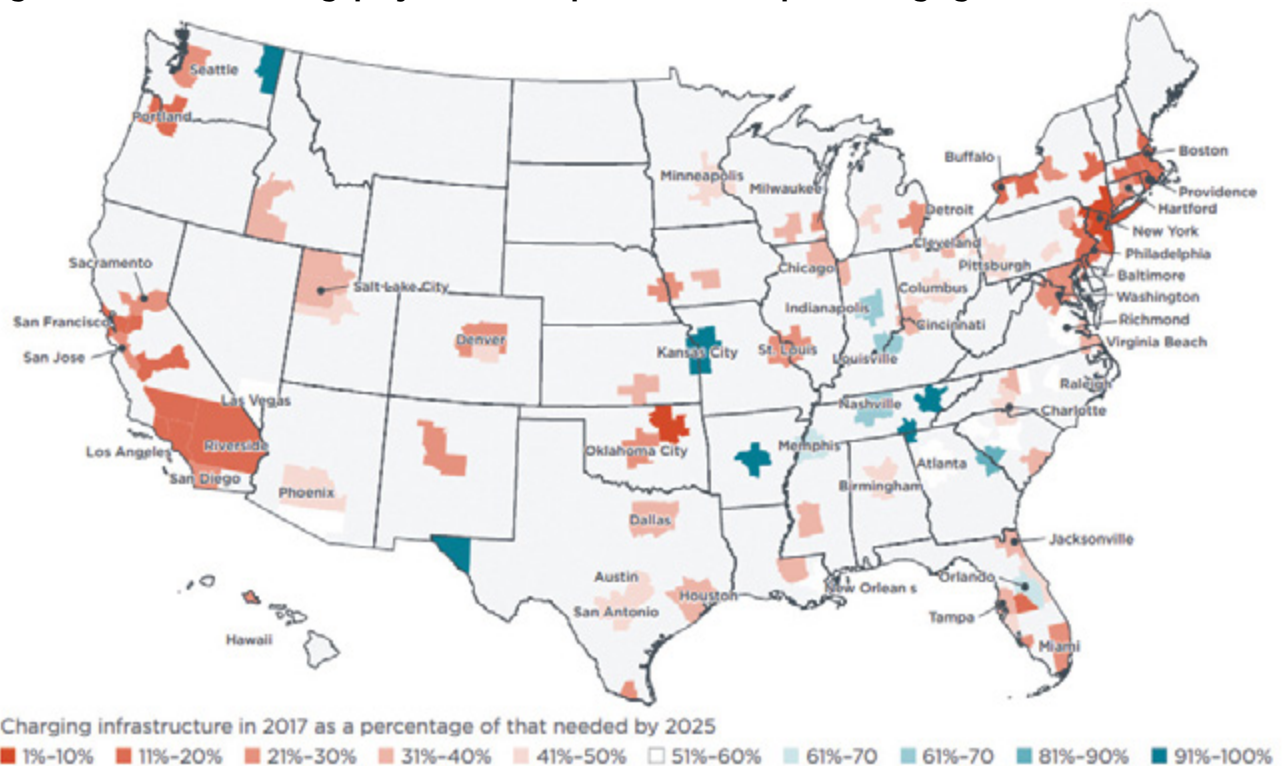 Seattle
Portland
Minneapolis
Milwaukee
Buffalo
Boston
Providence
Hartford
Detroit
New York
Cleveland
Philadelphia
Sacramento
Chicago
Pittsburgh
Baltimore
Salt Lake City
Columbus
Washington
San Francisco
Indianapolis
Cincinnati
Richmond
Denver
Kansas City
St. Louis
Louisville
Virginia Beach
San Jose
Las Vegas
Nashville
Raleigh
Charlotte
Los Angeles
Riverside
Oklahoma City
Memphis
Atlanta
San Diego
Phoenix
Birmingham
Dallas
Jacksonville
Austin
Orlando
San Antonio
Houston
New Orlean s
Tampa
Hawaii
Miami
Charging infrastructure in 2017 as a percentage of that needed by 2025
1%-10% 11%-20% 21%-30% 31%-40% 41%-50% 51%-60% 61%-70 61%-70 81%-90% 91%-100%